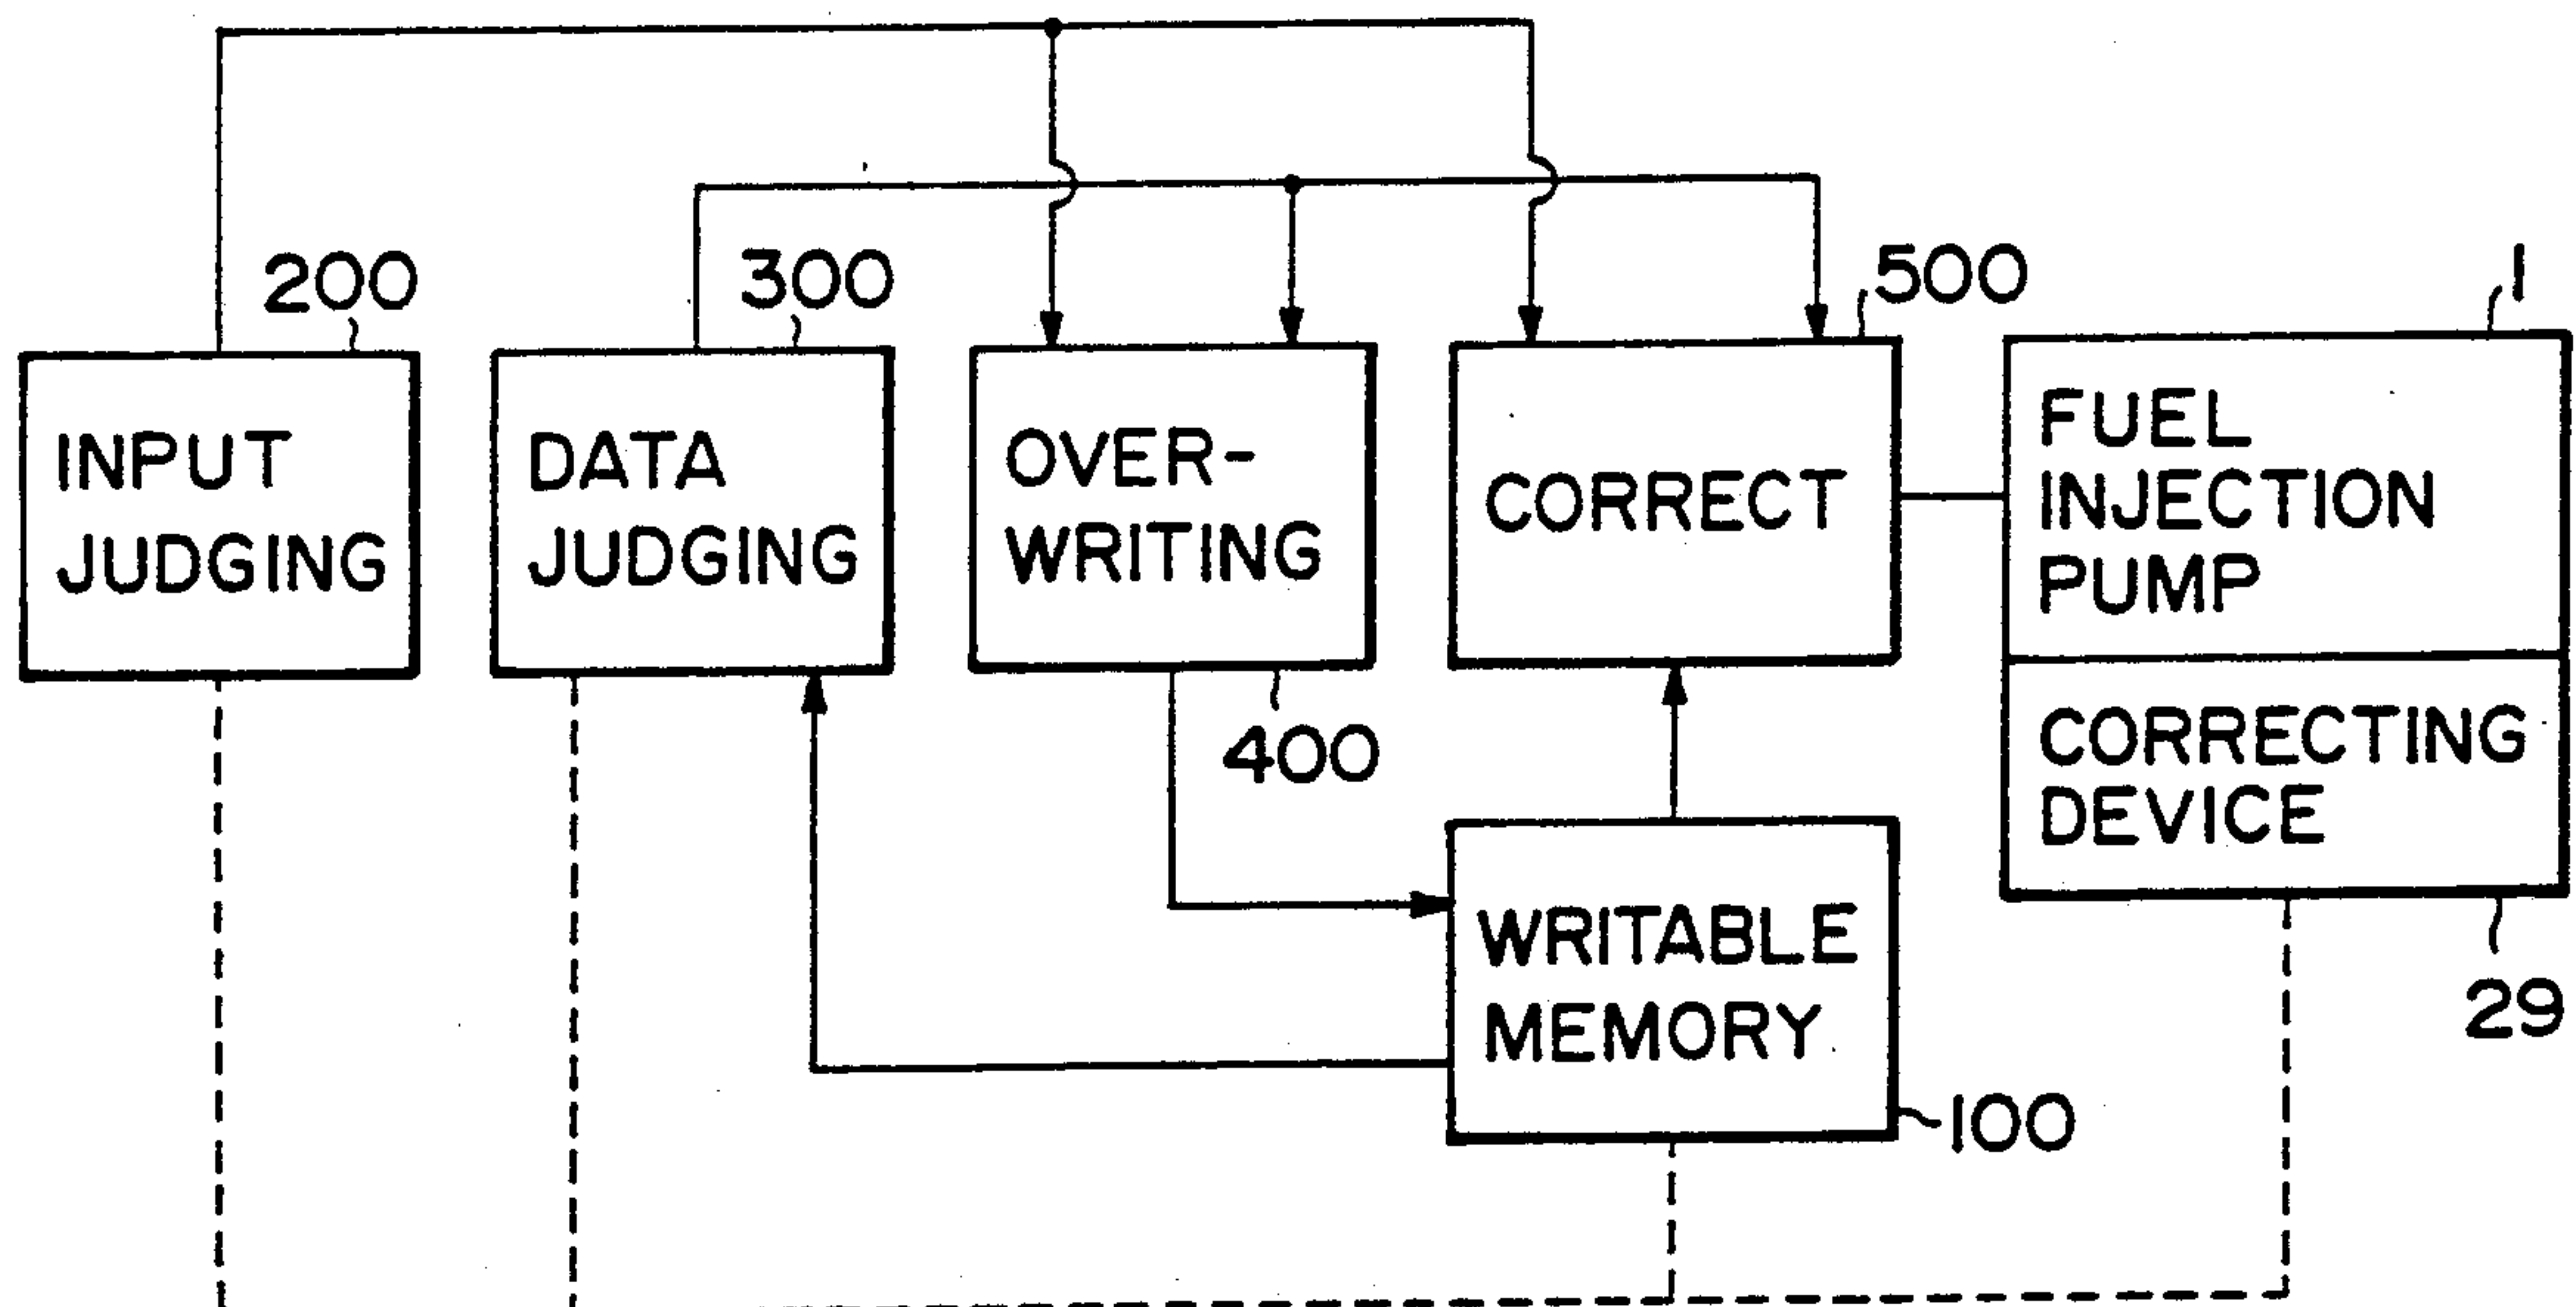 200
300
500
1
INPUT
JUDGING
DATA
JUDGING
OVER-
WRITING
CORRECT
FUEL
INJECTION
PUMP
CORRECTING
DEVICE
400
WRITABLE
MEMORY
29
100